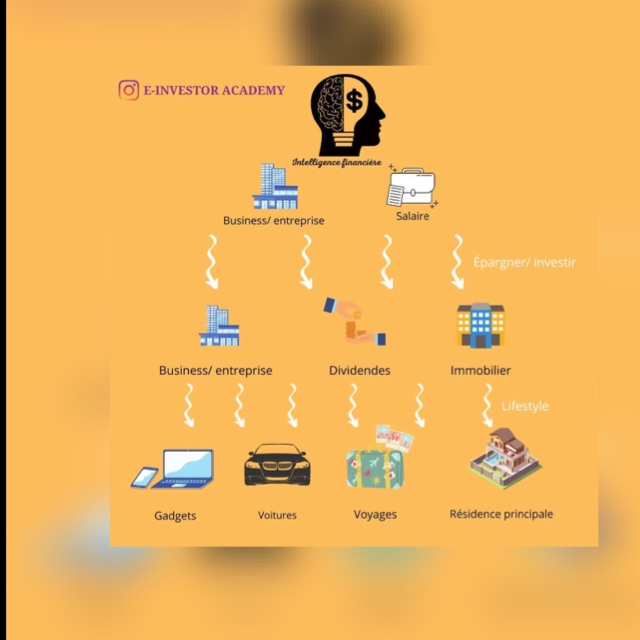 E-INVESTOR ACADEMY
$
Intelligence financière
Business/ entreprise
Salaire
Épargner/ investir
Business/ entreprise
Dividendes
Immobilier
Lifestyle
Gadgets
Voitures
Voyages
Résidence principale